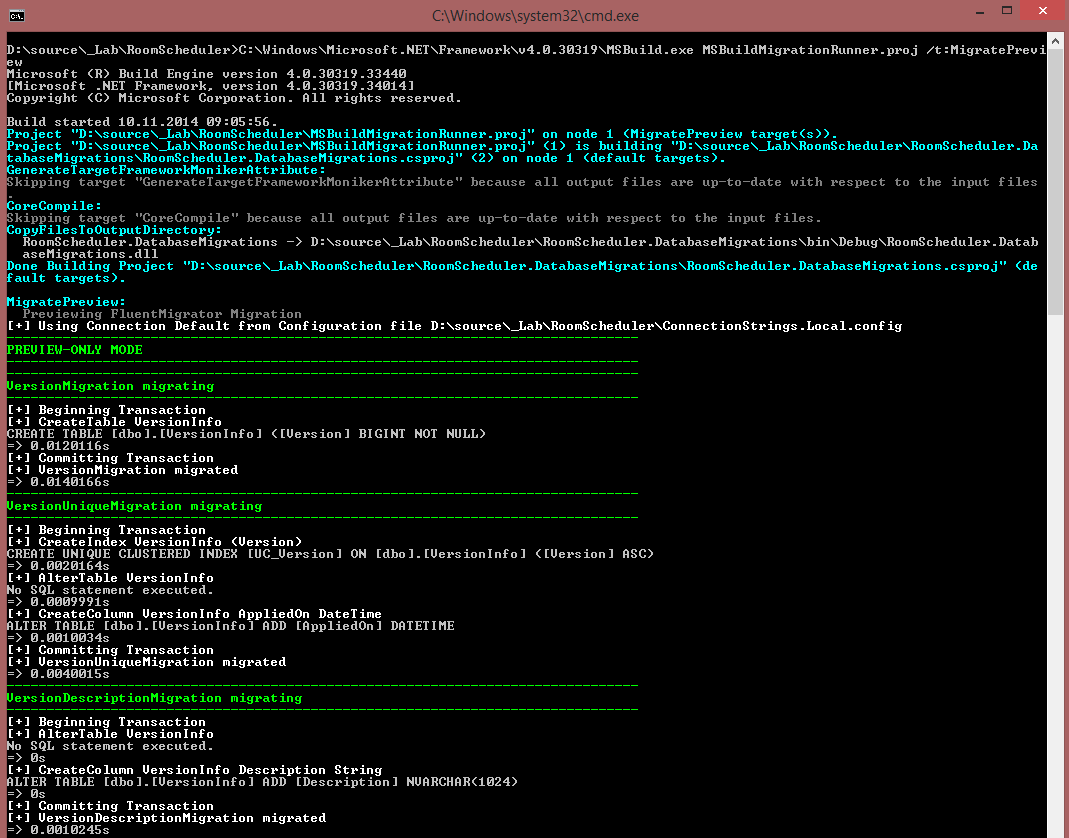 C:\Windows\system32\cmd.exe
D:\source\_Lab\RoomScheduler>C:\Windows\Microsoft.NET\Framework\v4.0.30319\MSBuild.exe MSBuildMigrationRunner.proj /t:MigratePrevi
ew
Microsoft (R) Build Engine version 4.0.30319.33440
[Microsoft .NET Framework, version 4.0.30319.34014]
Copyright (C) Microsoft Corporation. All rights reserved.
Build started 10.11.2014 09:05:56.
Project "D:\source\_Lab\RoomScheduler\MSBuildMigrationRunner.proj" on node 1 (MigratePreview target(s)).
Project "D:\source\_Lab\RoomScheduler\MSBuildMigrationRunner.proj" (1) is building "D:\source\_Lab\RoomScheduler\RoomScheduler.Da
tabaseMigrations\RoomScheduler.DatabaseMigrations.csproj" (2) on node 1 (default targets).
GenerateTargetFrameworkMonikerAttribute:
Skipping target "GenerateTargetFrameworkMonikerAttribute" because all output files are up-to-date with respect to the input files
.
CoreCompile:
Skipping target "CoreCompile" because all output files are up-to-date with respect to the input files.
CopyFilesToOutputDirectory:
  RoomScheduler.DatabaseMigrations -> D:\source\_Lab\RoomScheduler\RoomScheduler.DatabaseMigrations\bin\Debug\RoomScheduler.Datab
  aseMigrations.dll
Done Building Project "D:\source\_Lab\RoomScheduler\RoomScheduler.DatabaseMigrations\RoomScheduler.DatabaseMigrations.csproj" (de
fault targets).
MigratePreview:
  Previewing FluentMigrator Migration
[+] Using Connection Default from Configuration file D:\source\_Lab\RoomScheduler\ConnectionStrings.Local.config
-------------------------------------------------------------------------------
PREVIEW-ONLY MODE
-------------------------------------------------------------------------------
-------------------------------------------------------------------------------
VersionMigration migrating
-------------------------------------------------------------------------------
[+] Beginning Transaction
[+] CreateTable VersionInfo
CREATE TABLE [dbo].[VersionInfo] ([Version] BIGINT NOT NULL)
=> 0.0120116s
[+] Committing Transaction
[+] VersionMigration migrated
=> 0.0140166s
-------------------------------------------------------------------------------
VersionUniqueMigration migrating
-------------------------------------------------------------------------------
[+] Beginning Transaction
[+] CreateIndex VersionInfo (Version)
CREATE UNIQUE CLUSTERED INDEX [UC_Version] ON [dbo].[VersionInfo] ([Version] ASC)
=> 0.0020164s
[+] AlterTable VersionInfo
No SQL statement executed.
=> 0.0009991s
[+] CreateColumn VersionInfo AppliedOn DateTime
ALTER TABLE [dbo].[VersionInfo] ADD [AppliedOn] DATETIME
=> 0.0010034s
[+] Committing Transaction
[+] VersionUniqueMigration migrated
=> 0.0040015s
-------------------------------------------------------------------------------
VersionDescriptionMigration migrating
-------------------------------------------------------------------------------
[+] Beginning Transaction
[+] AlterTable VersionInfo
No SQL statement executed.
=> 0s
[+] CreateColumn VersionInfo Description String
ALTER TABLE [dbo].[VersionInfo] ADD [Description] NVARCHAR(1024)
=> 0s
[+] Committing Transaction
[+] VersionDescriptionMigration migrated
=> 0.0010245s